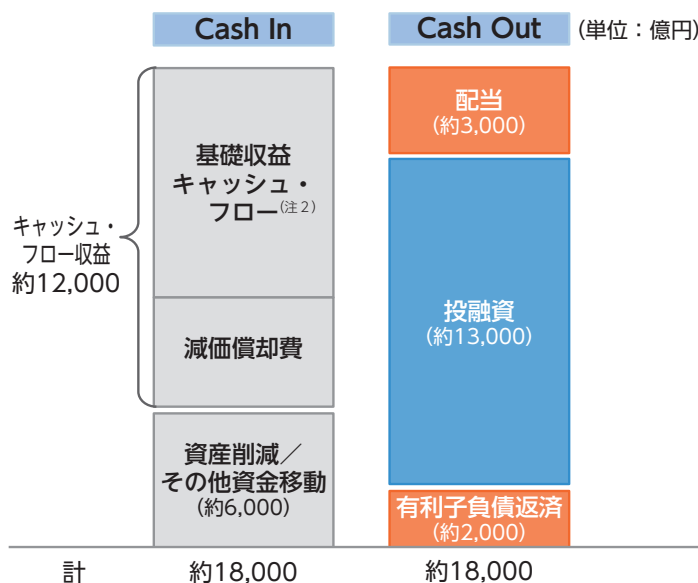 Cash In
Cash Out
(単位：億円)
キャッシュ・
フロー収益
約12,000
基礎収益
キャッシュ・
フロー(注2)
減価償却費
資産削減／
その他資金移動
(約6,000)
配当
(約3,000)
投融資
(約13,000)
有利子負債返済
(約2,000)
計
約18,000
約18,000